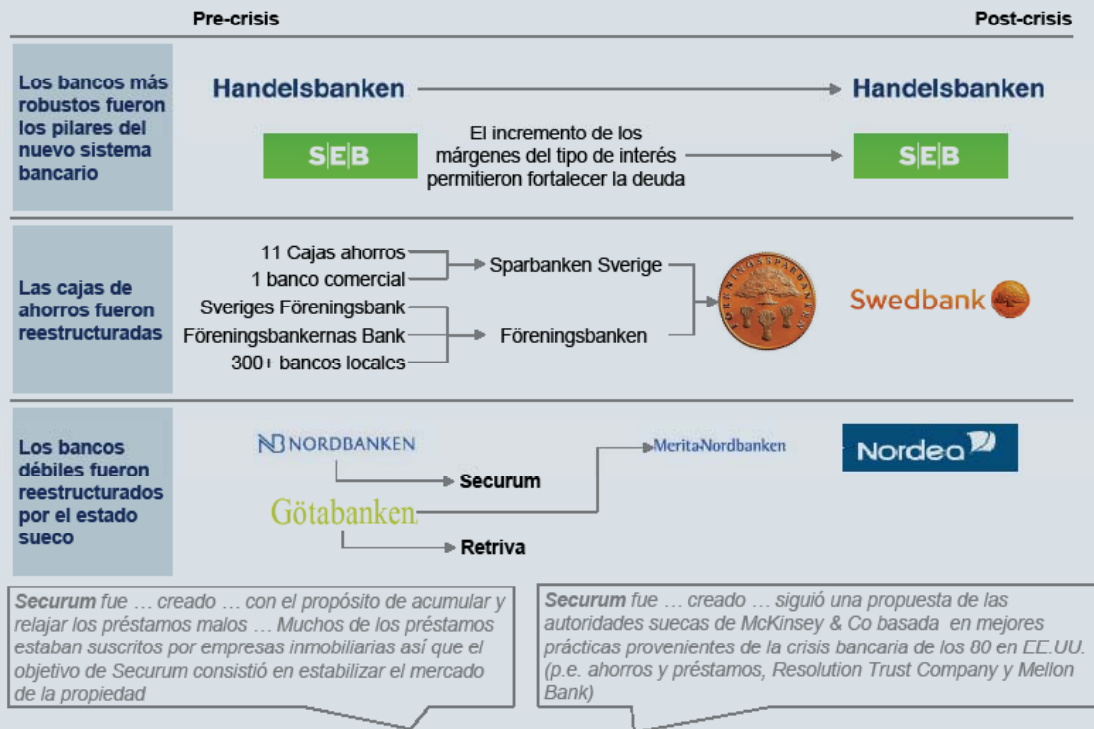 Pre-crisis
Post-crisis
Los bancos más
robustos fueron
los pilares del
nuevo sistema
bancario
Handelsbanken
Handelsbanken
SEB
El incremento de los
márgenes del tipo de interés
permitieron fortalecer la deuda
SEB
Las cajas de
ahorros fueron
reestructuradas
11 Cajas ahorros
1 banco comercial
Sveriges Föreningsbank
Föreningsbankernas Bank
300+ bancos locales
Sparbanken Sverige
Föreningsbanken
FÖRENINGSSPARBANKEN
Swedbank
Los bancos
débiles fueron
reestructurados
por el estado
sueco
NB NORDBANKEN
Securum
Götabanken
Retriva
MeritaNordbanken
Nordea
Securum fue … creado … con el propósito de acumular y
relajar los préstamos malos … Muchos de los préstamos
estaban suscritos por empresas inmobiliarias así que el
objetivo de Securum consistió en estabilizar el mercado
de la propiedad
Securum fue … creado … siguió una propuesta de las
autoridades suecas de McKinsey & Co basada en mejores
prácticas provenientes de la crisis bancaria de los 80 en EE.UU.
(p.e. ahorros y préstamos, Resolution Trust Company y Mellon
Bank)